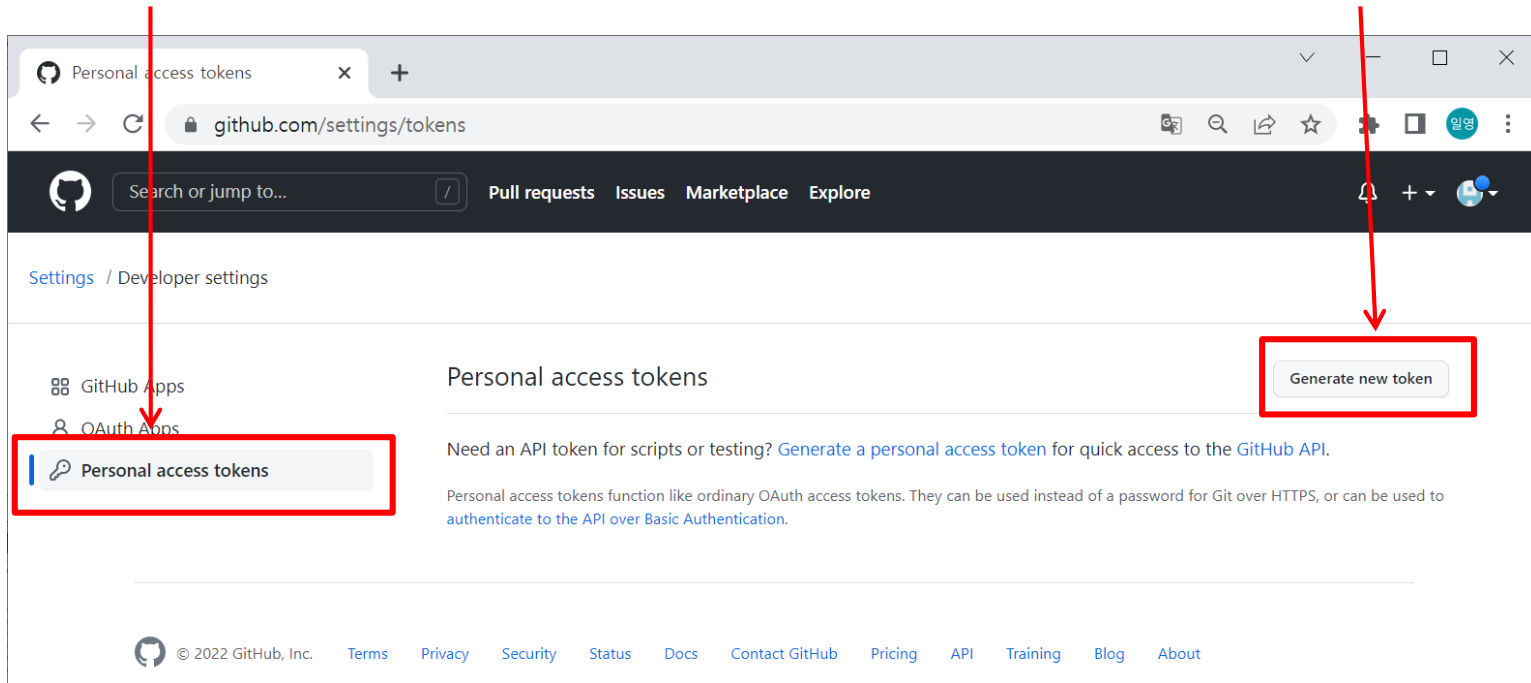 Personal access tokens
github.com/settings/tokens
일영
Search or jump to... /
Pull requests Issues Marketplace Explore
Settings / Developer settings
GitHub Apps
OAuth Apps
Personal access tokens
Personal access tokens
Generate new token
Need an API token for scripts or testing? Generate a personal access token for quick access to the GitHub API.
Personal access tokens function like ordinary OAuth access tokens. They can be used instead of a password for Git over HTTPS, or can be used to
authenticate to the API over Basic Authentication.
© 2022 GitHub, Inc. Terms Privacy Security Status Docs Contact GitHub Pricing API Training Blog About